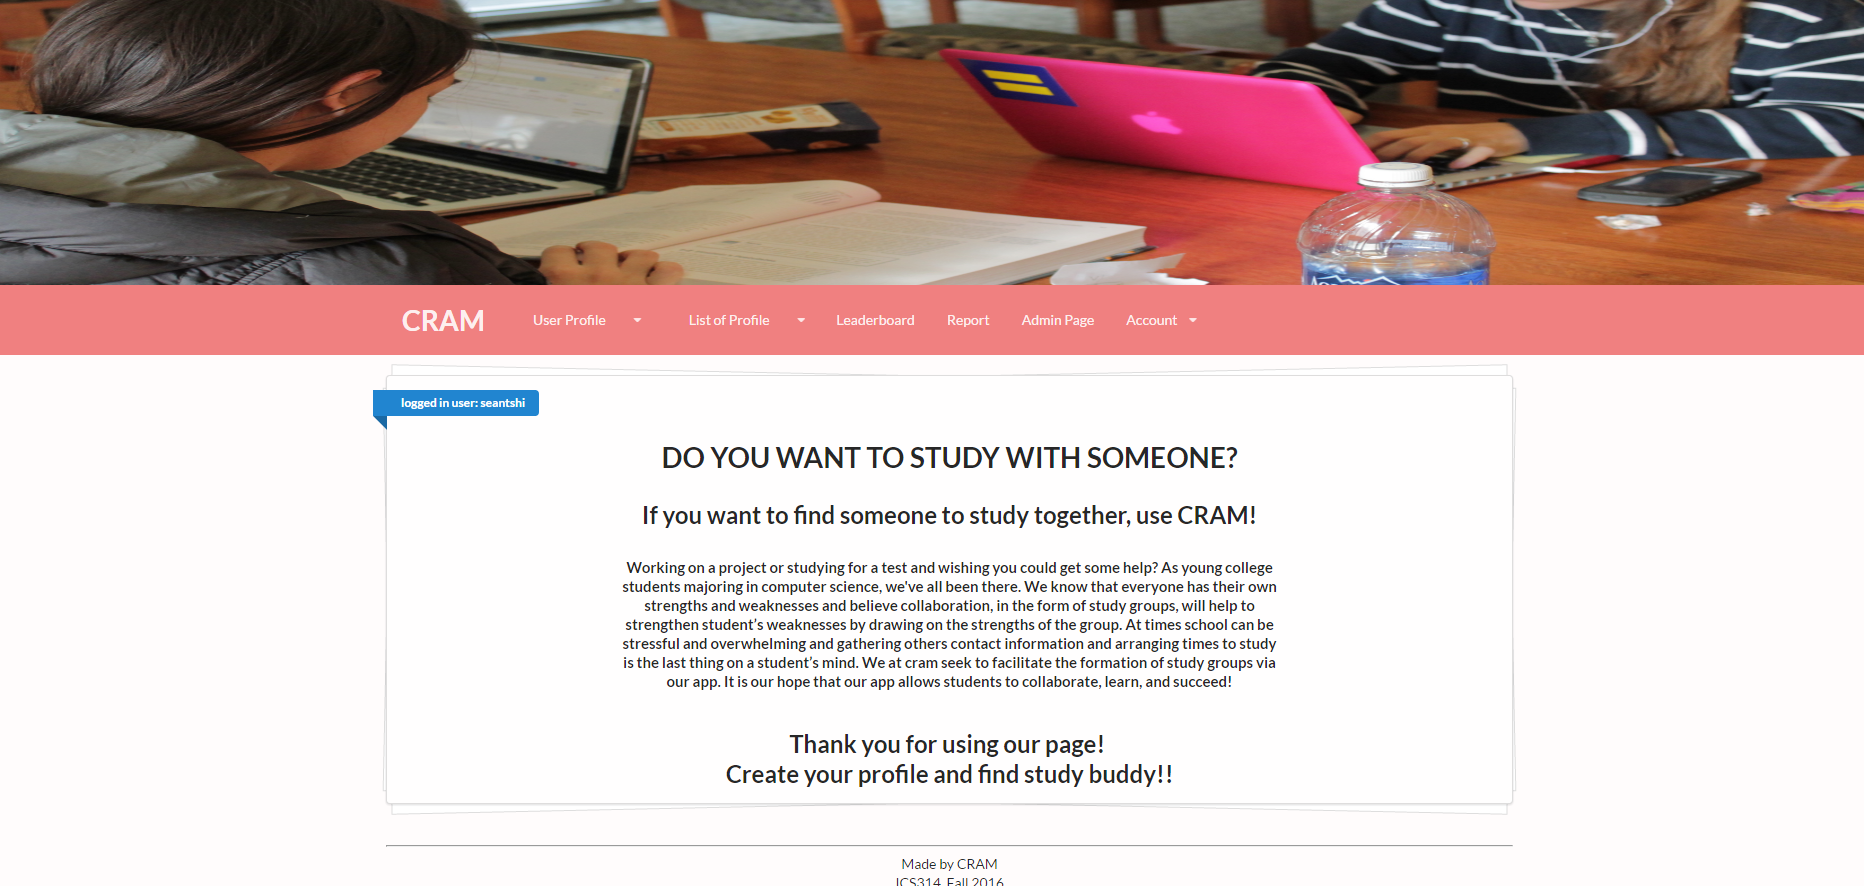 CRAM
User Profile
List of Profile
Leaderboard
Report
Admin Page
Account
logged in user: seantshi
DO YOU WANT TO STUDY WITH SOMEONE?
If you want to find someone to study together, use CRAM!
Working on a project or studying for a test and wishing you could get some help? As young college
students majoring in computer science, we've all been there. We know that everyone has their own
strengths and weaknesses and believe collaboration, in the form of study groups, will help to
strengthen student’s weaknesses by drawing on the strengths of the group. At times school can be
stressful and overwhelming and gathering others contact information and arranging times to study
is the last thing on a student’s mind. We at cram seek to facilitate the formation of study groups via
our app. It is our hope that our app allows students to collaborate, learn, and succeed!
Thank you for using our page!
Create your profile and find study buddy!!
Made by CRAM
ICS314, Fall 2016